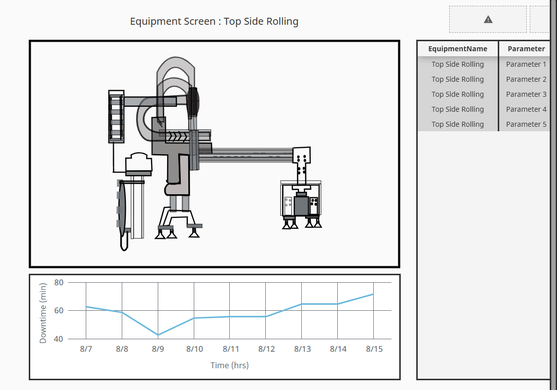 Equipment Screen : Top Side Rolling
EquipmentName Parameter
Top Side Rolling Parameter 1
Top Side Rolling Parameter 2
Top Side Rolling Parameter 3
Top Side Rolling Parameter 4
Top Side Rolling Parameter 5
Downtime (min)
80
60
40
8/7 8/8 8/9 8/10 8/11 8/12 8/13 8/14 8/15
Time (hrs)